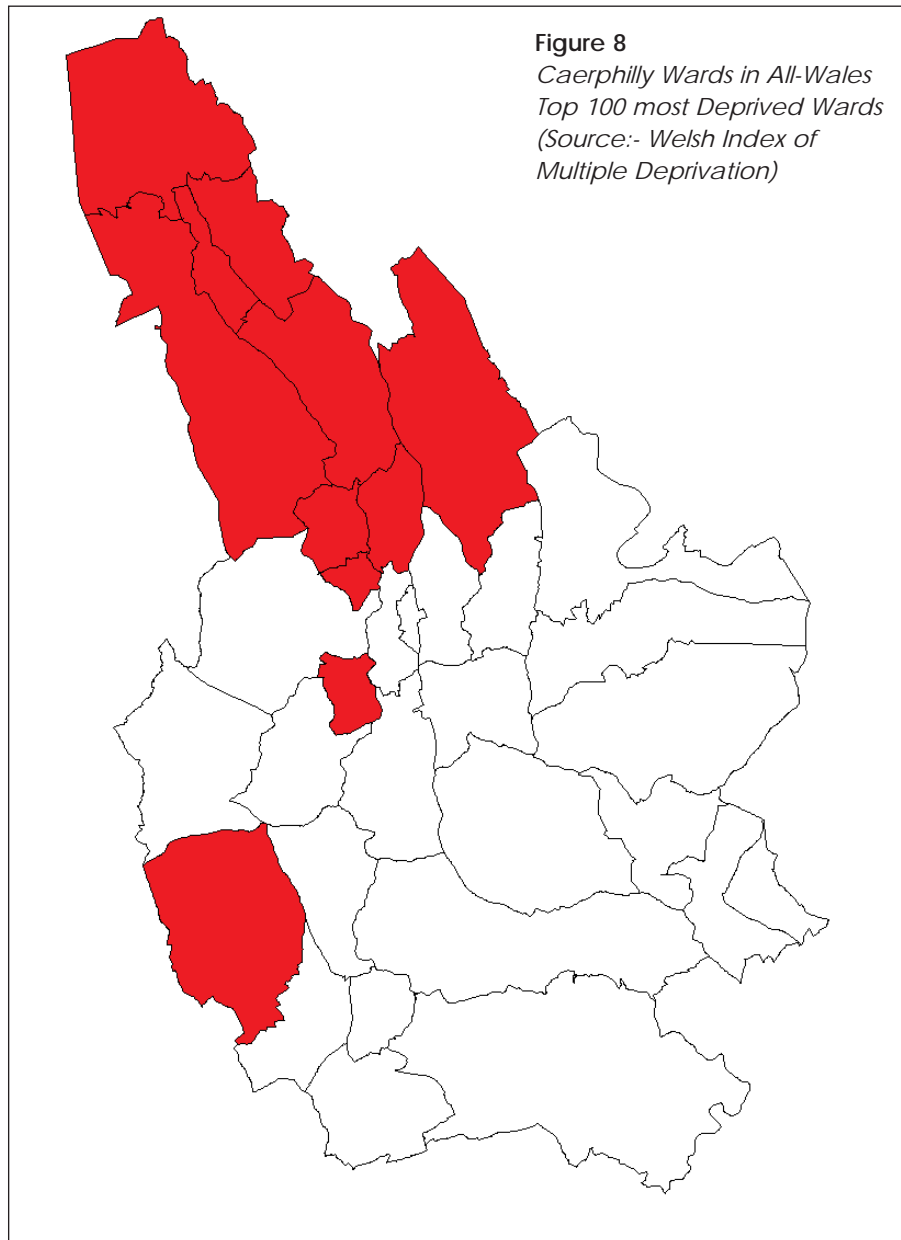 Figure 8
Caerphilly Wards in All-Wales
Top 100 most Deprived Wards
(Source:- Welsh Index of
Multiple Deprivation)